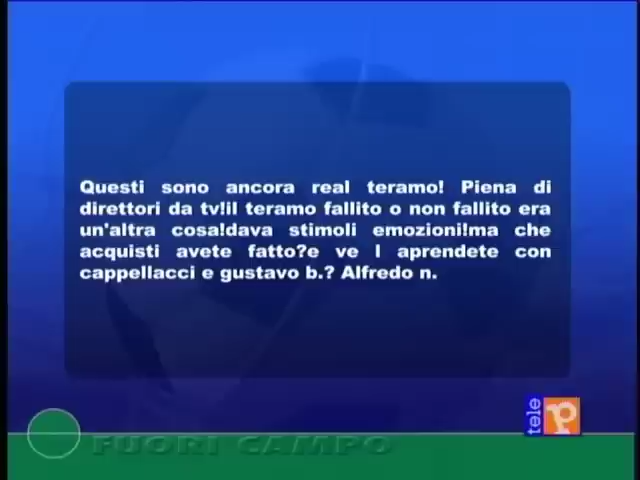 Questi sono ancora real teramo! Piena di
direttori da tv!il teramo fallito o non fallito era
un'altra cosa!dava stimoli emozioni!ma che
acquisti avete fatto?e ve l aprendete con
cappellacci e gustavo b.? Alfredo n.
tele p
FUORI CAMPO